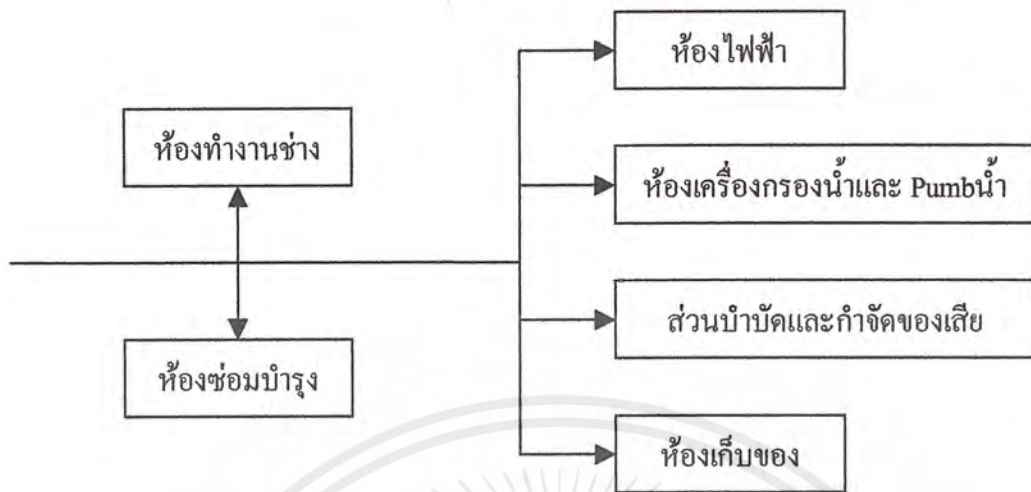 ห้องไฟฟ้า
ห้องทำงานช่าง
ห้องเครื่องกรองน้ำและ Pumbน้ำ
ส่วนบำบัดและกำจัดของเสีย
ห้องซ่อมบำรุง
ห้องเก็บของ